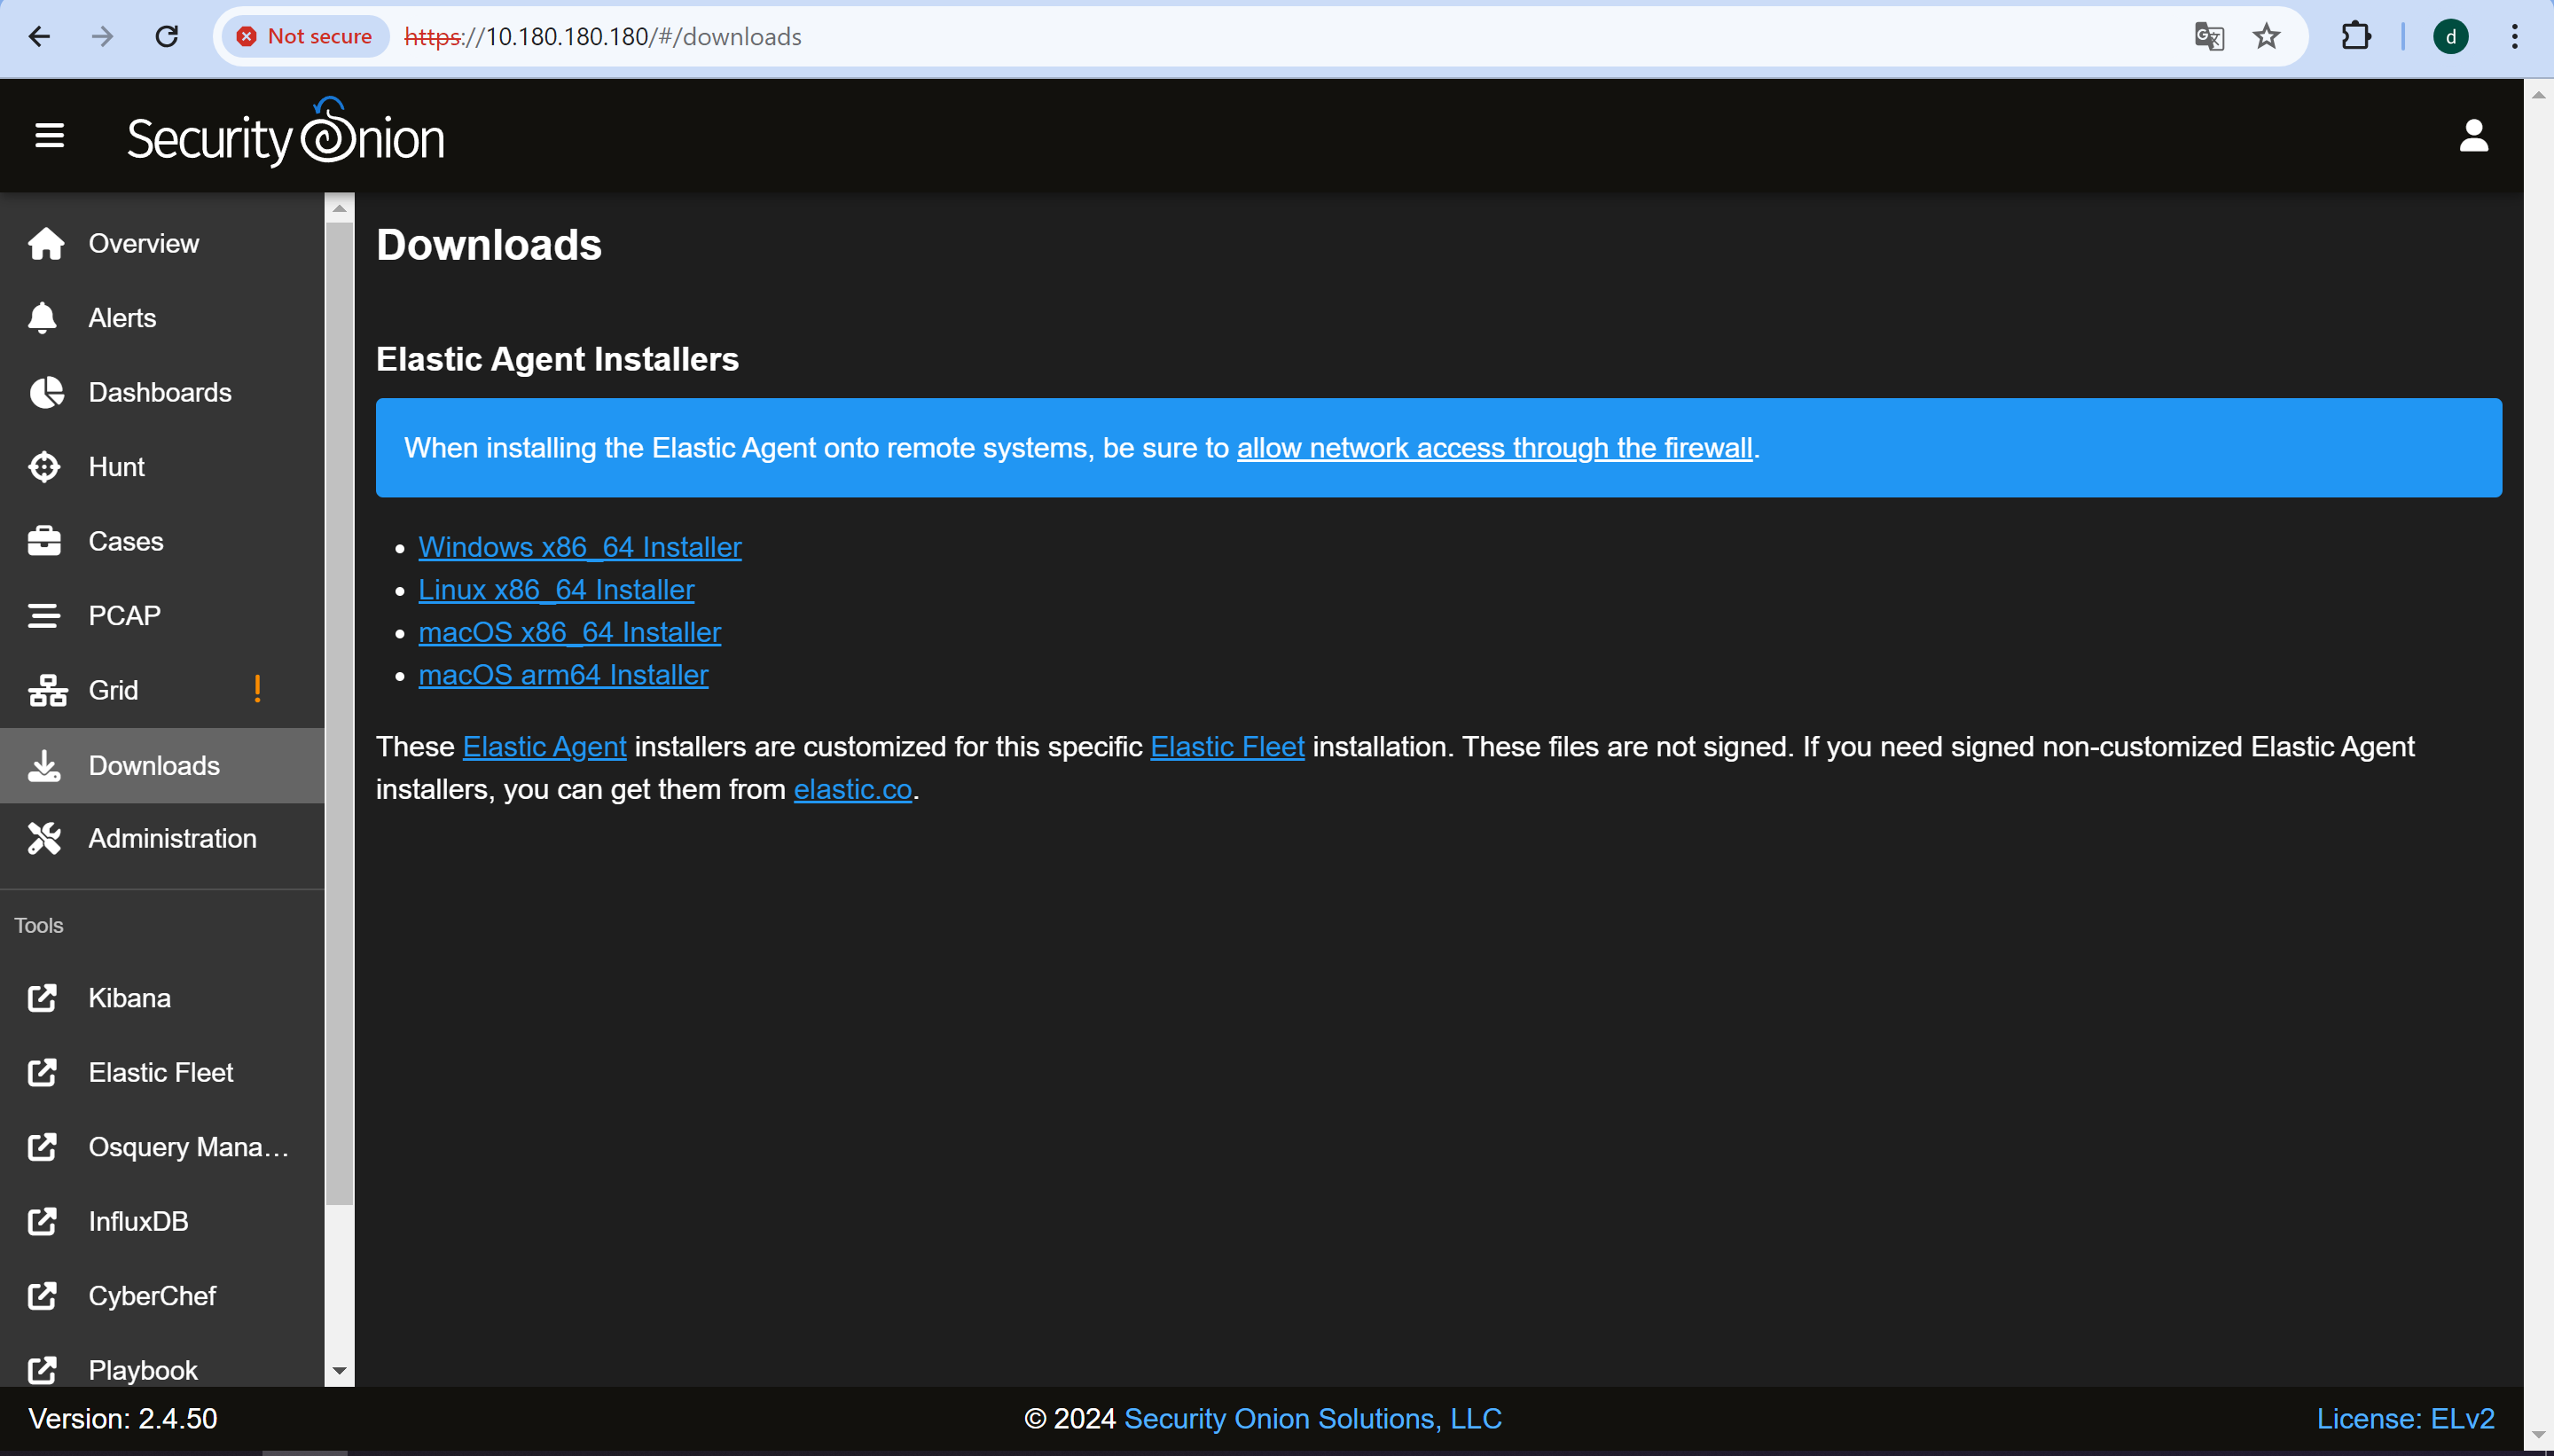 Not secure https://10.180.180.180/#/downloads
d
Security Onion
Overview
Alerts
Dashboards
Hunt
Cases
PCAP
Grid !
Downloads
Administration
Tools
Kibana
Elastic Fleet
Osquery Mana...
InfluxDB
CyberChef
Playbook
Downloads
Elastic Agent Installers
When installing the Elastic Agent onto remote systems, be sure to allow network access through the firewall.
• Windows x86_64 Installer
• Linux x86_64 Installer
• macOS x86_64 Installer
• macOS arm64 Installer
These Elastic Agent installers are customized for this specific Elastic Fleet installation. These files are not signed. If you need signed non-customized Elastic Agent
installers, you can get them from elastic.co.
Version: 2.4.50
© 2024 Security Onion Solutions, LLC
License: ELv2